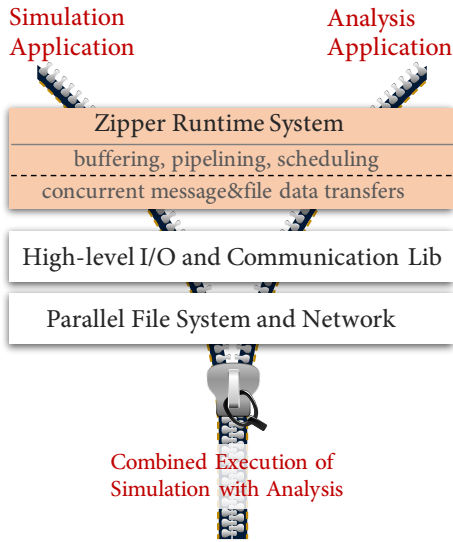 Simulation
Application
Analysis
Application
Zipper Runtime System
buffering, pipelining, scheduling
concurrent message&file data transfers
High-level I/O and Communication Lib
Parallel File System and Network
Combined Execution of
Simulation with Analysis